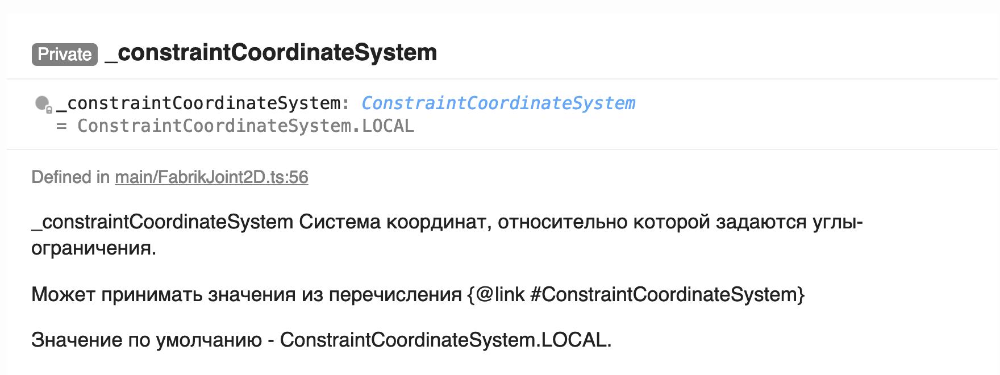 Private _constraintCoordinateSystem
_constraintCoordinateSystem: ConstraintCoordinateSystem
= ConstraintCoordinateSystem.LOCAL
Defined in main/FabrikJoint2D.ts:56
_constraintCoordinateSystem Система координат, относительно которой задаются углы-
ограничения.
Может принимать значения из перечисления {@link #ConstraintCoordinateSystem}
Значение по умолчанию - ConstraintCoordinateSystem.LOCAL.